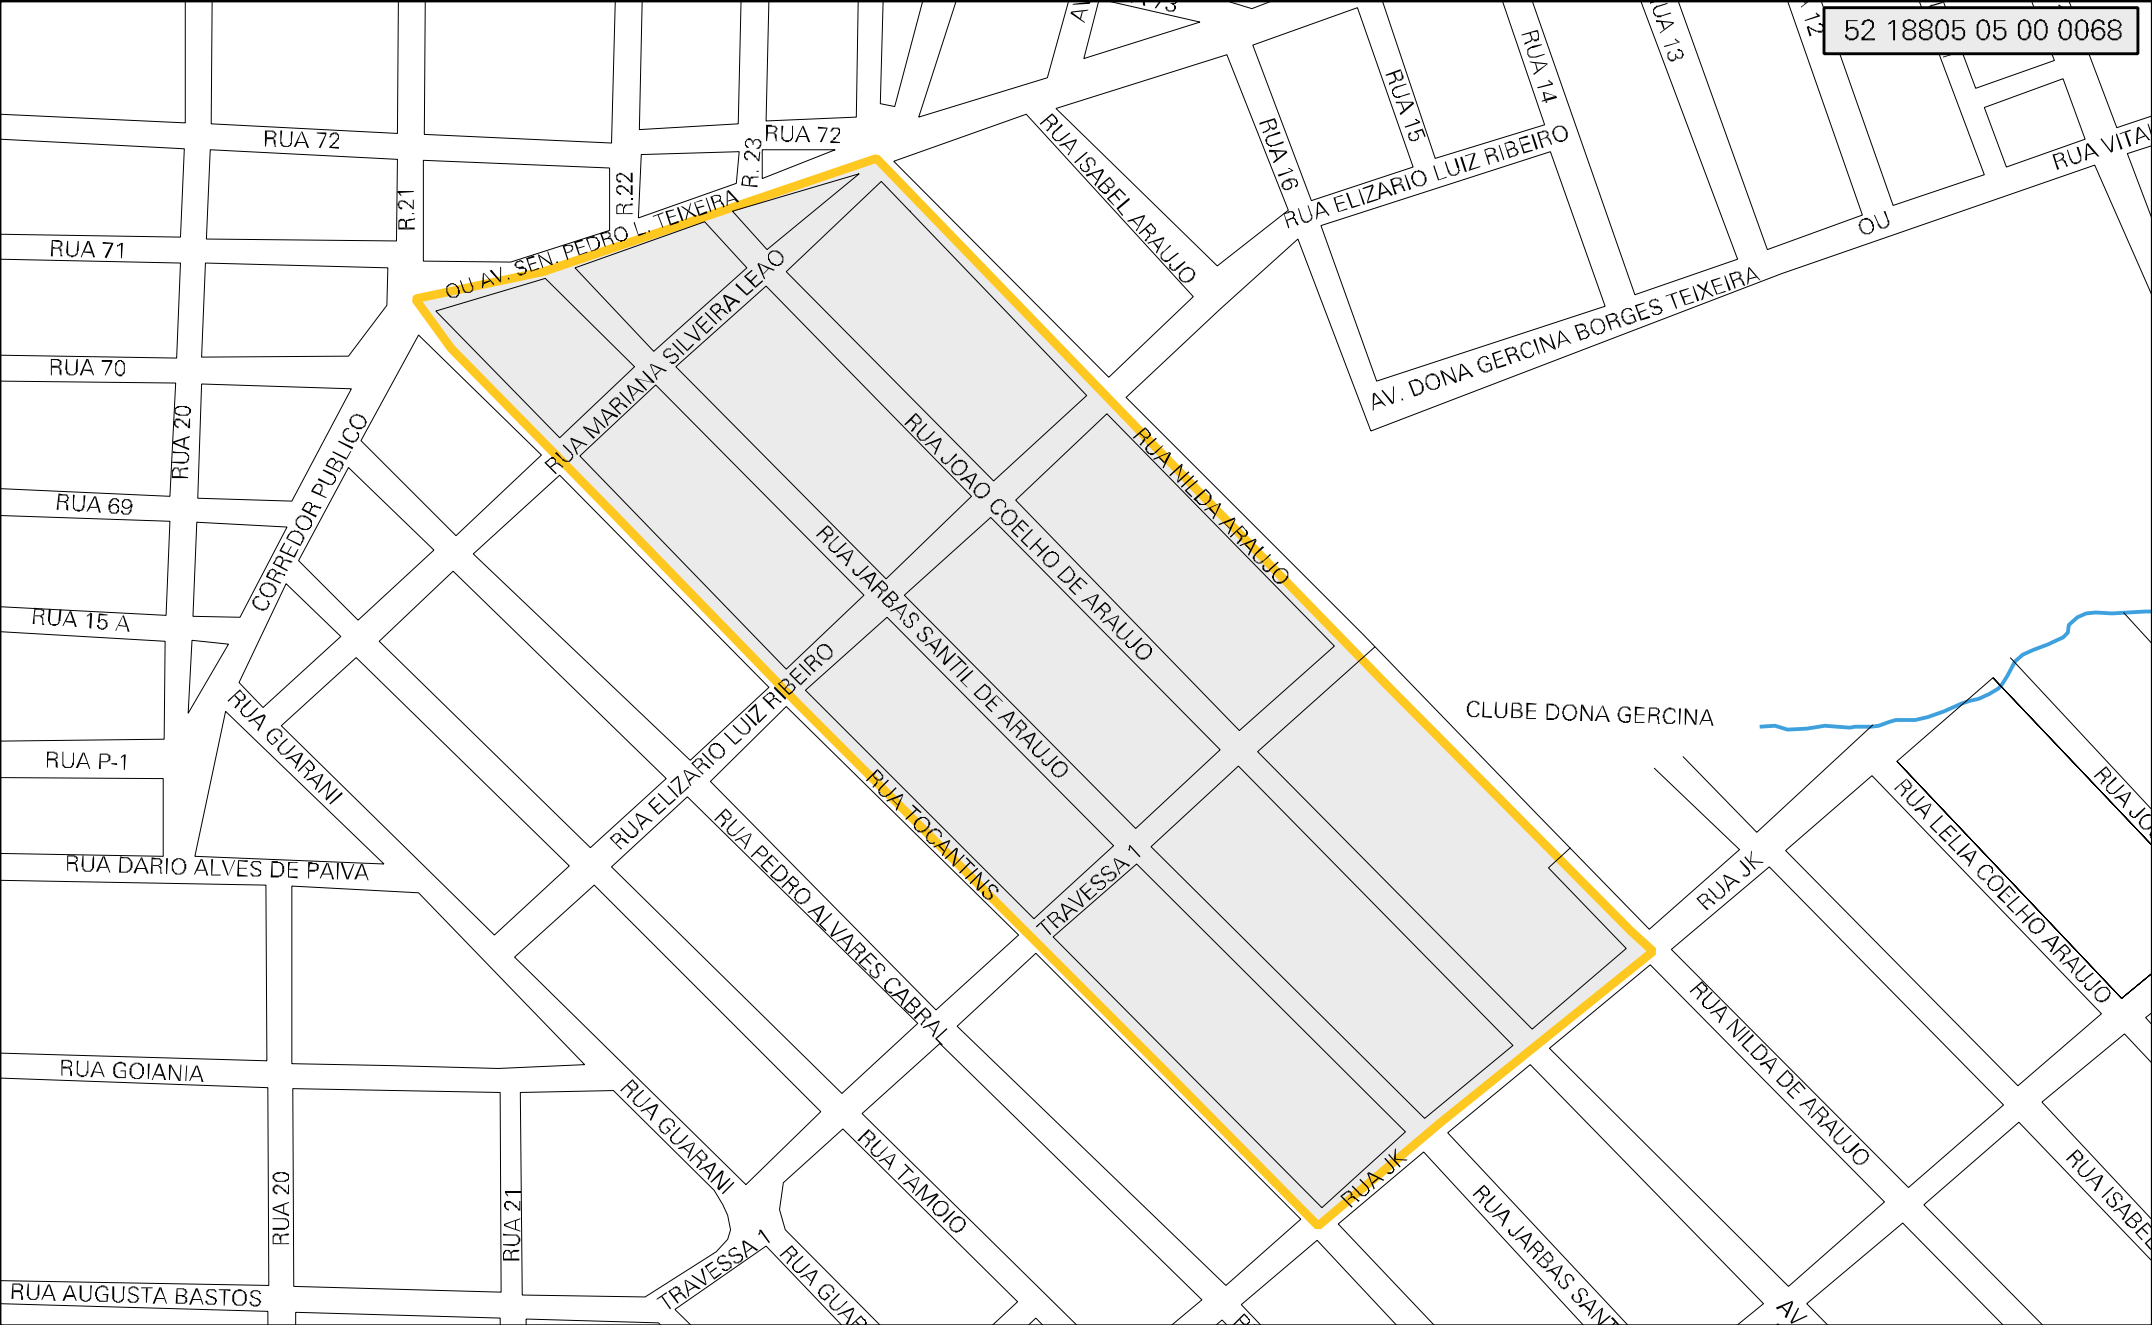 52 18805 05 00 0068
RUA 72
RUA 72
R. 23
R.22
R.21
RUA 71
RUA 70
RUA 20
RUA 69
RUA 15 A
RUA P-1
CORREDOR PUBLICO
OU AV. SEN. PEDRO L. TEIXEIRA
RUA MARIANA SILVEIRA LEAO
RUA ISABEL ARAUJO
RUA 16
RUA 15
RUA 14
RUA 13
12
RUA ELIZARIO LUIZ RIBEIRO
RUA
OU
AV. DONA GERCINA BORGES TEIXEIRA
RUA JOAO COELHO DE ARAUJO
RUA NILDA ARAUJO
RUA JARBAS SANTIL DE ARAUJO
RUA ELIZARIO LUIZ RIBEIRO
RUA TOCANTINS
TRAVESSA 1
CLUBE DONA GERCINA
RUA JK
RUA LELIA COELHO ARAUJO
RUA
RUA GUARANI
RUA DARIO ALVES DE PAIVA
RUA PEDRO ALVARES CABRAL
RUA GOIANIA
RUA GUARANI
RUA TAMOIO
RUA JK
RUA NILDA DE ARAUJO
RUA JARBAS
RUA
RUA 20
RUA 21
TRAVESSA 1
RUA
RUA AUGUSTA BASTOS
AV